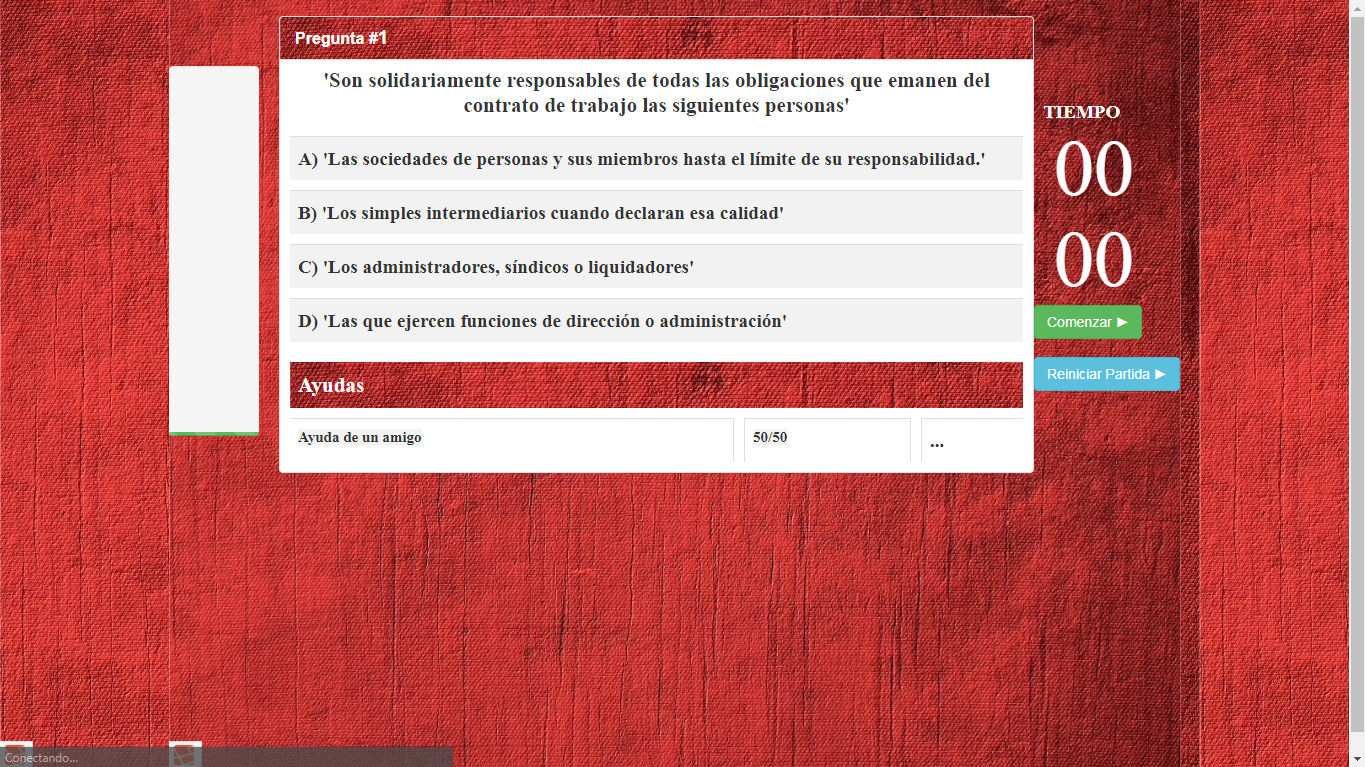 Pregunta #1
'Son solidariamente responsables de todas las obligaciones que emanen del
contrato de trabajo las siguientes personas'
A) 'Las sociedades de personas y sus miembros hasta el límite de su responsabilidad.'
B) 'Los simples intermediarios cuando declaran esa calidad'
C) 'Los administradores, síndicos o liquidadores'
D) 'Las que ejercen funciones de dirección o administración'
Ayudas
Ayuda de un amigo
50/50
...
TIEMPO
00
00
Comenzar ►
Reiniciar Partida ►
Conectando...